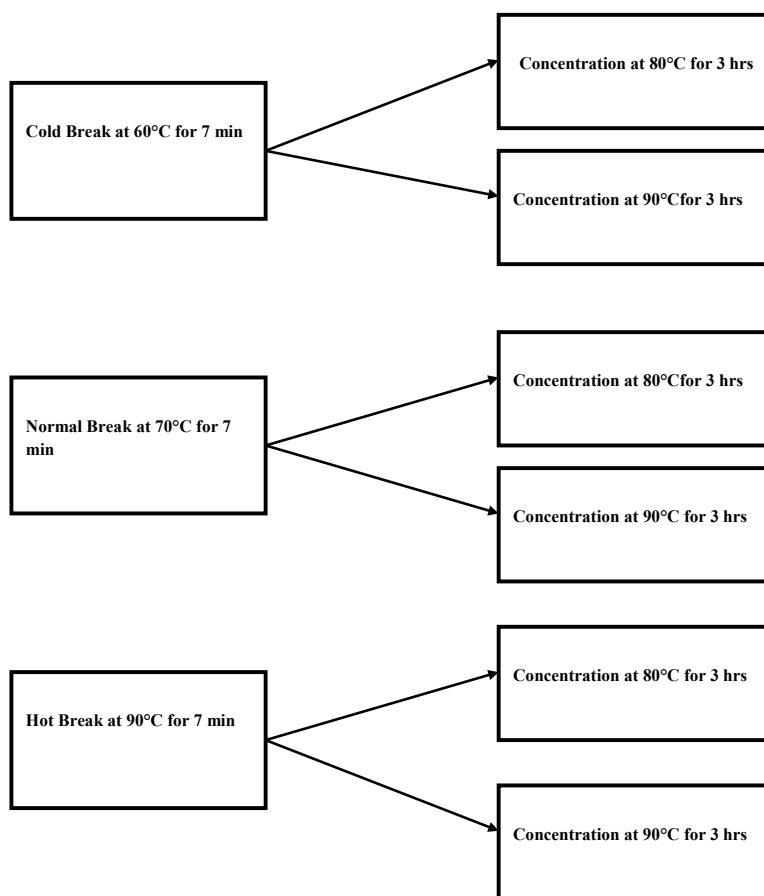 Cold Break at 60°C for 7 min
Concentration at 80°C for 3 hrs
Concentration at 90°Cfor 3 hrs
Normal Break at 70°C for 7
min
Concentration at 80°Cfor 3 hrs
Concentration at 90°C for 3 hrs
Hot Break at 90°C for 7 min
Concentration at 80°C for 3 hrs
Concentration at 90°C for 3 hrs